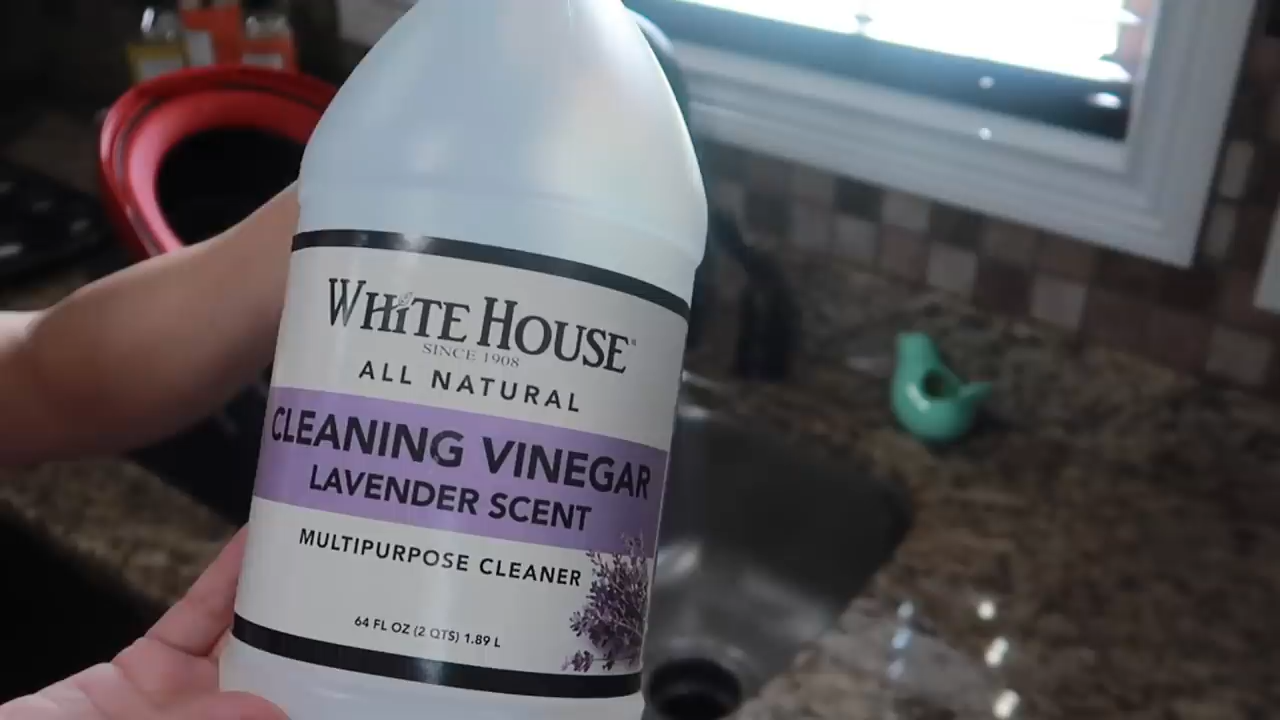 WHITE HOUSE
SINCE 1908
ALL NATURAL
CLEANING VINEGAR
LAVENDER SCENT
MULTIPURPOSE CLEANER
64 FL OZ (2 QTS) 1.89 L